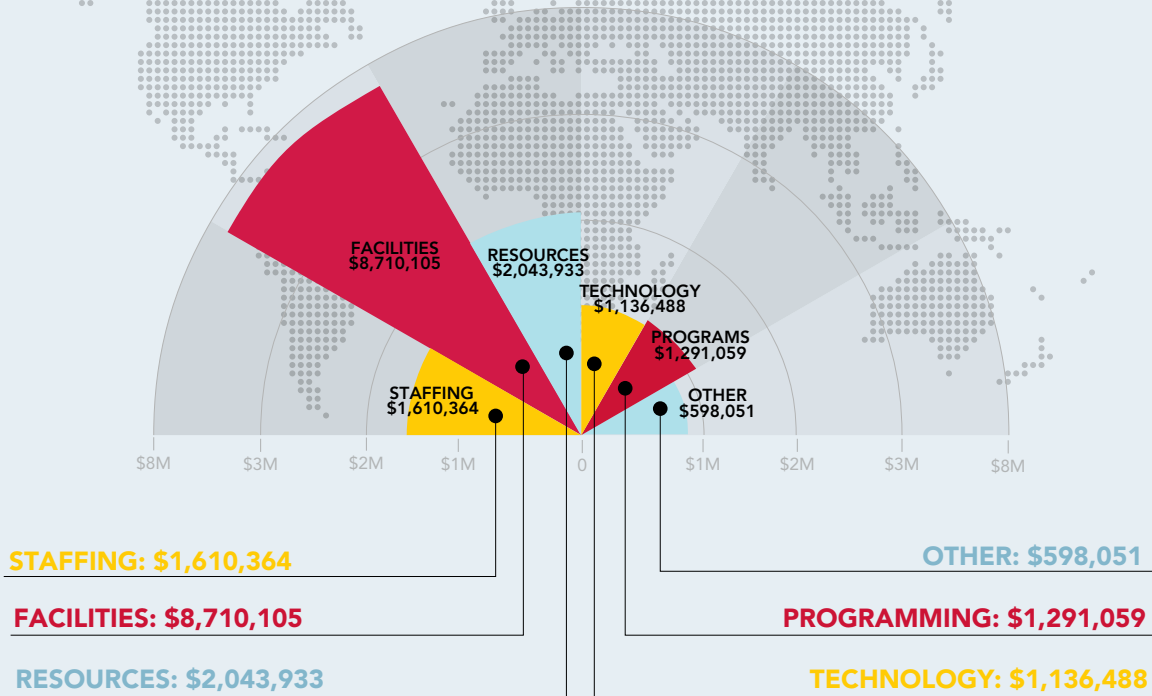 FACILITIES
$8,710,105
RESOURCES
$2,043,933
TECHNOLOGY
$1,136,488
PROGRAMS
$1,291,059
STAFFING
$1,610,364
OTHER
$598,051
$8M $3M $2M $1M 0 $1M $2M $3M $8M
STAFFING: $1,610,364
OTHER: $598,051
FACILITIES: $8,710,105
PROGRAMMING: $1,291,059
RESOURCES: $2,043,933
TECHNOLOGY: $1,136,488